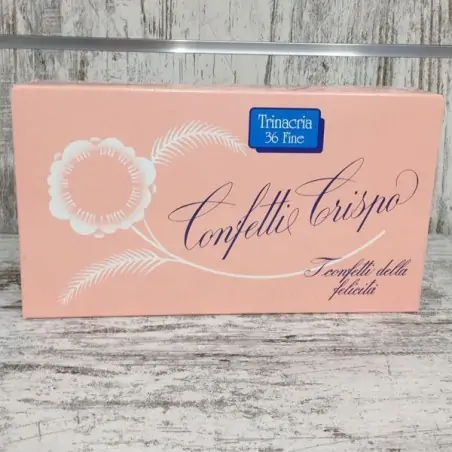 Trinacria
36 Fine
Confetti Crispo
I confetti della
felicità